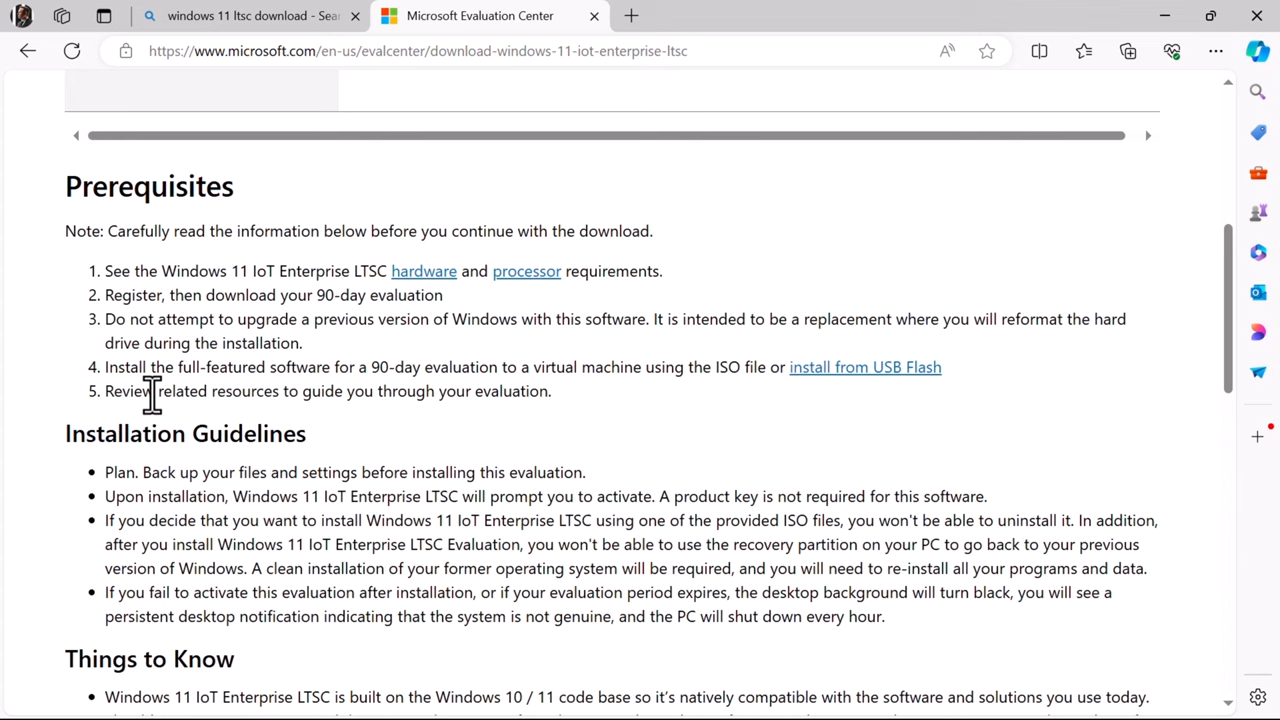 windows 11 ltsc download - Sear
Microsoft Evaluation Center
https://www.microsoft.com/en-us/evalcenter/download-windows-11-iot-enterprise-ltsc
Prerequisites
Note: Carefully read the information below before you continue with the download.
1. See the Windows 11 IoT Enterprise LTSC hardware and processor requirements.
2. Register, then download your 90-day evaluation
3. Do not attempt to upgrade a previous version of Windows with this software. It is intended to be a replacement where you will reformat the hard
drive during the installation.
4. Install the full-featured software for a 90-day evaluation to a virtual machine using the ISO file or install from USB Flash
5. Review related resources to guide you through your evaluation.
Installation Guidelines
• Plan. Back up your files and settings before installing this evaluation.
• Upon installation, Windows 11 IoT Enterprise LTSC will prompt you to activate. A product key is not required for this software.
• If you decide that you want to install Windows 11 IoT Enterprise LTSC using one of the provided ISO files, you won't be able to uninstall it. In addition,
after you install Windows 11 IoT Enterprise LTSC Evaluation, you won't be able to use the recovery partition on your PC to go back to your previous
version of Windows. A clean installation of your former operating system will be required, and you will need to re-install all your programs and data.
• If you fail to activate this evaluation after installation, or if your evaluation period expires, the desktop background will turn black, you will see a
persistent desktop notification indicating that the system is not genuine, and the PC will shut down every hour.
Things to Know
• Windows 11 IoT Enterprise LTSC is built on the Windows 10 / 11 code base so it's natively compatible with the software and solutions you use today.